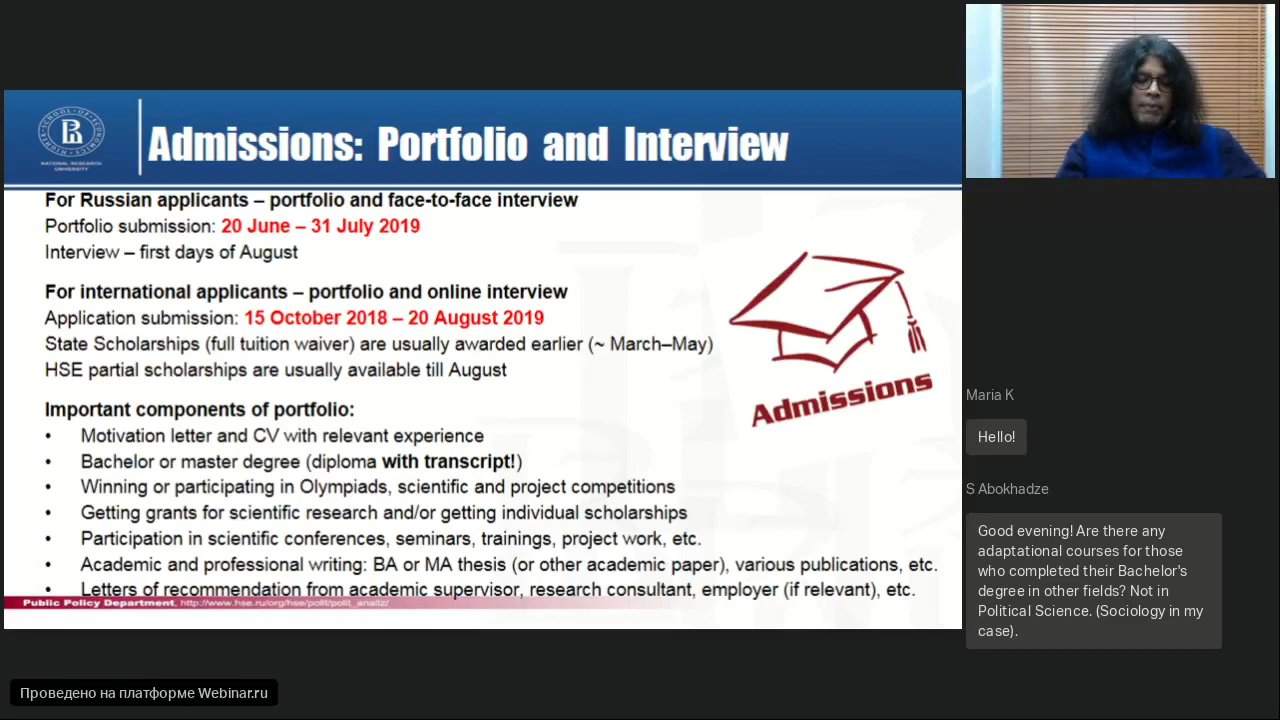 HIGHER SCHOOL OF ECONOMICS
NATIONAL RESEARCH
UNIVERSITY
Admissions: Portfolio and Interview
For Russian applicants – portfolio and face-to-face interview
Portfolio submission: 20 June – 31 July 2019
Interview – first days of August
For international applicants – portfolio and online interview
Application submission: 15 October 2018 – 20 August 2019
State Scholarships (full tuition waiver) are usually awarded earlier (~ March–May)
HSE partial scholarships are usually available till August
Important components of portfolio:
• Motivation letter and CV with relevant experience
• Bachelor or master degree (diploma with transcript!)
• Winning or participating in Olympiads, scientific and project competitions
• Getting grants for scientific research and/or getting individual scholarships
• Participation in scientific conferences, seminars, trainings, project work, etc.
• Academic and professional writing: BA or MA thesis (or other academic paper), various publications, etc.
• Letters of recommendation from academic supervisor, research consultant, employer (if relevant), etc.
Public Policy Department, http://www.hse.ru/org/hse/polit/polit_analiz/
Admissions
Maria K
Hello!
S Abokhadze
Good evening! Are there any
adaptational courses for those
who completed their Bachelor's
degree in other fields? Not in
Political Science. (Sociology in my
case).
Проведено на платформе Webinar.ru